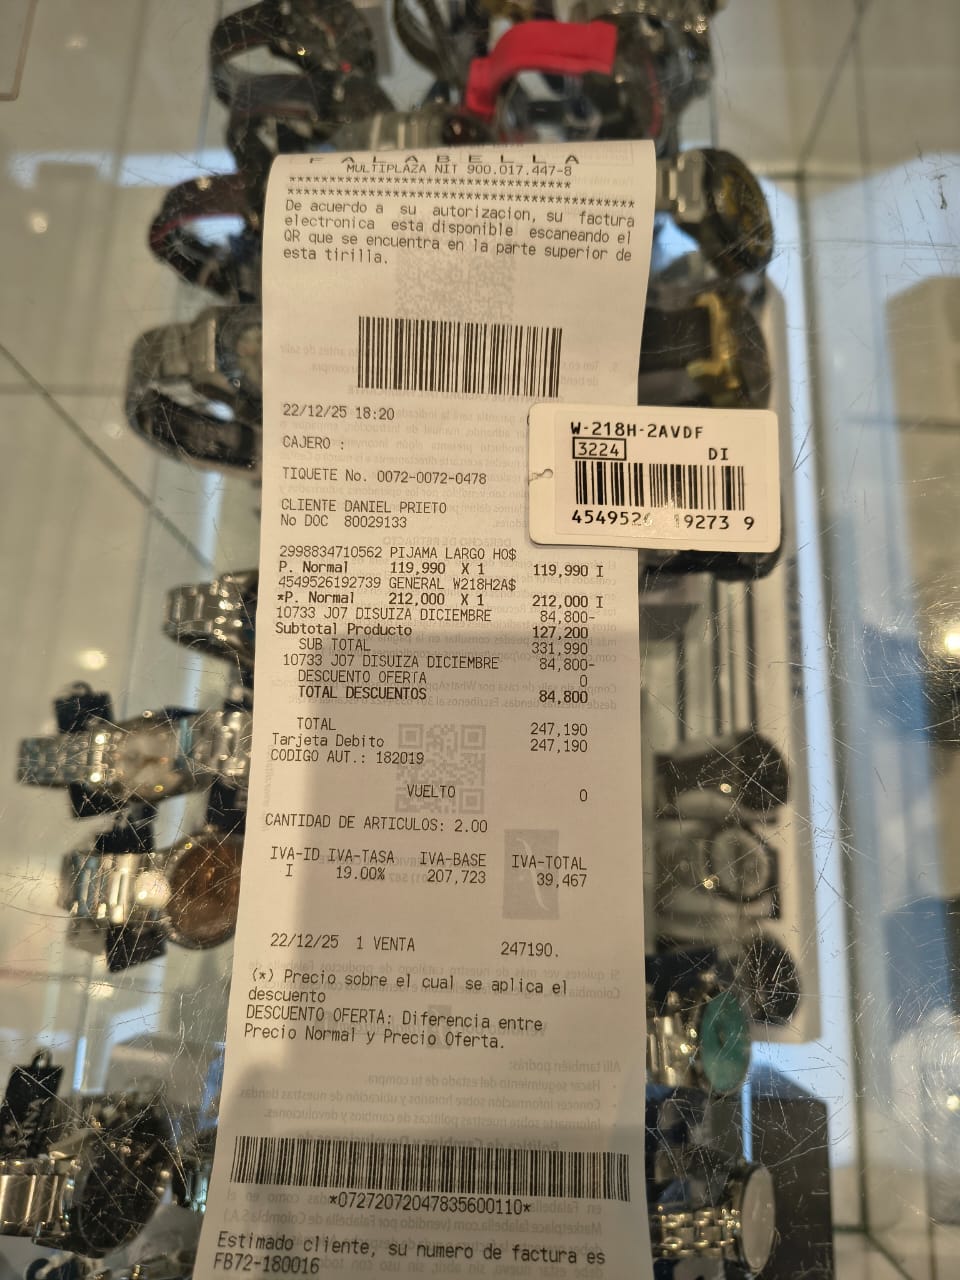 FALABELLA
MULTIPLAZA NIT 900.017.447-8
***********************************
***********************************
De acuerdo a su autorizacion, su factura
electronica esta disponible escaneando el
QR que se encuentra en la parte superior de
esta tirilla.
22/12/25 18:20
CAJERO :
TIQUETE No. 0072-0072-0478
CLIENTE DANIEL PRIETO
No DOC 80029133
W-218H-2AVDF
3224 DI
4549526 19273 9
2998834710562 PIJAMA LARGO HO$
P. Normal 119,990 X 1 119,990 I
4549526192739 GENERAL W218H2A$
*P. Normal 212,000 X 1 212,000 I
10733 J07 DISUIZA DICIEMBRE 84,800-
Subtotal Producto 127,200
SUB TOTAL 331,990
10733 J07 DISUIZA DICIEMBRE 84,800-
DESCUENTO OFERTA 0
TOTAL DESCUENTOS 84,800
TOTAL 247,190
Tarjeta Debito 247,190
CODIGO AUT.: 182019
VUELTO 0
CANTIDAD DE ARTICULOS: 2.00
IVA-ID IVA-TASA IVA-BASE IVA-TOTAL
I 19.00% 207,723 39,467
22/12/25 1 VENTA 247190.
(*) Precio sobre el cual se aplica el
descuento
DESCUENTO OFERTA: Diferencia entre
Precio Normal y Precio Oferta.
*07272072047835600110*
Estimado cliente, su numero de factura es
FB72-180016